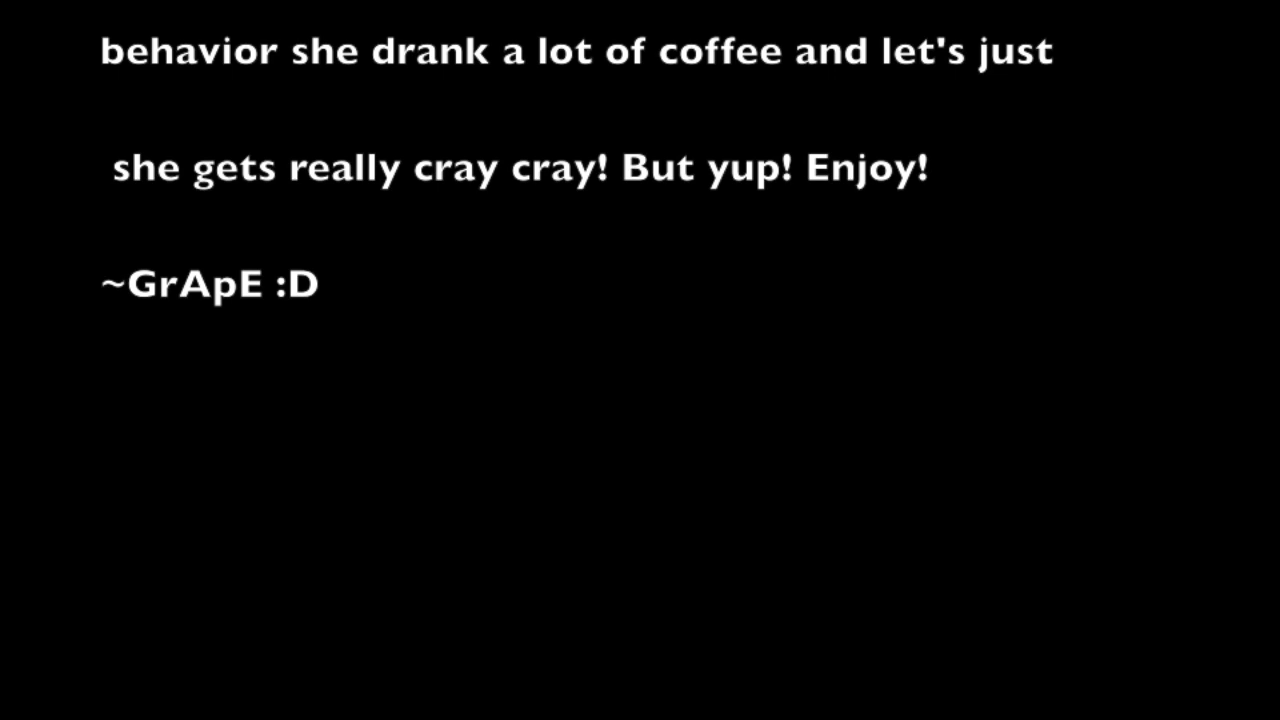 behavior she drank a lot of coffee and let's just
she gets really cray cray! But yup! Enjoy!
~GrApE :D